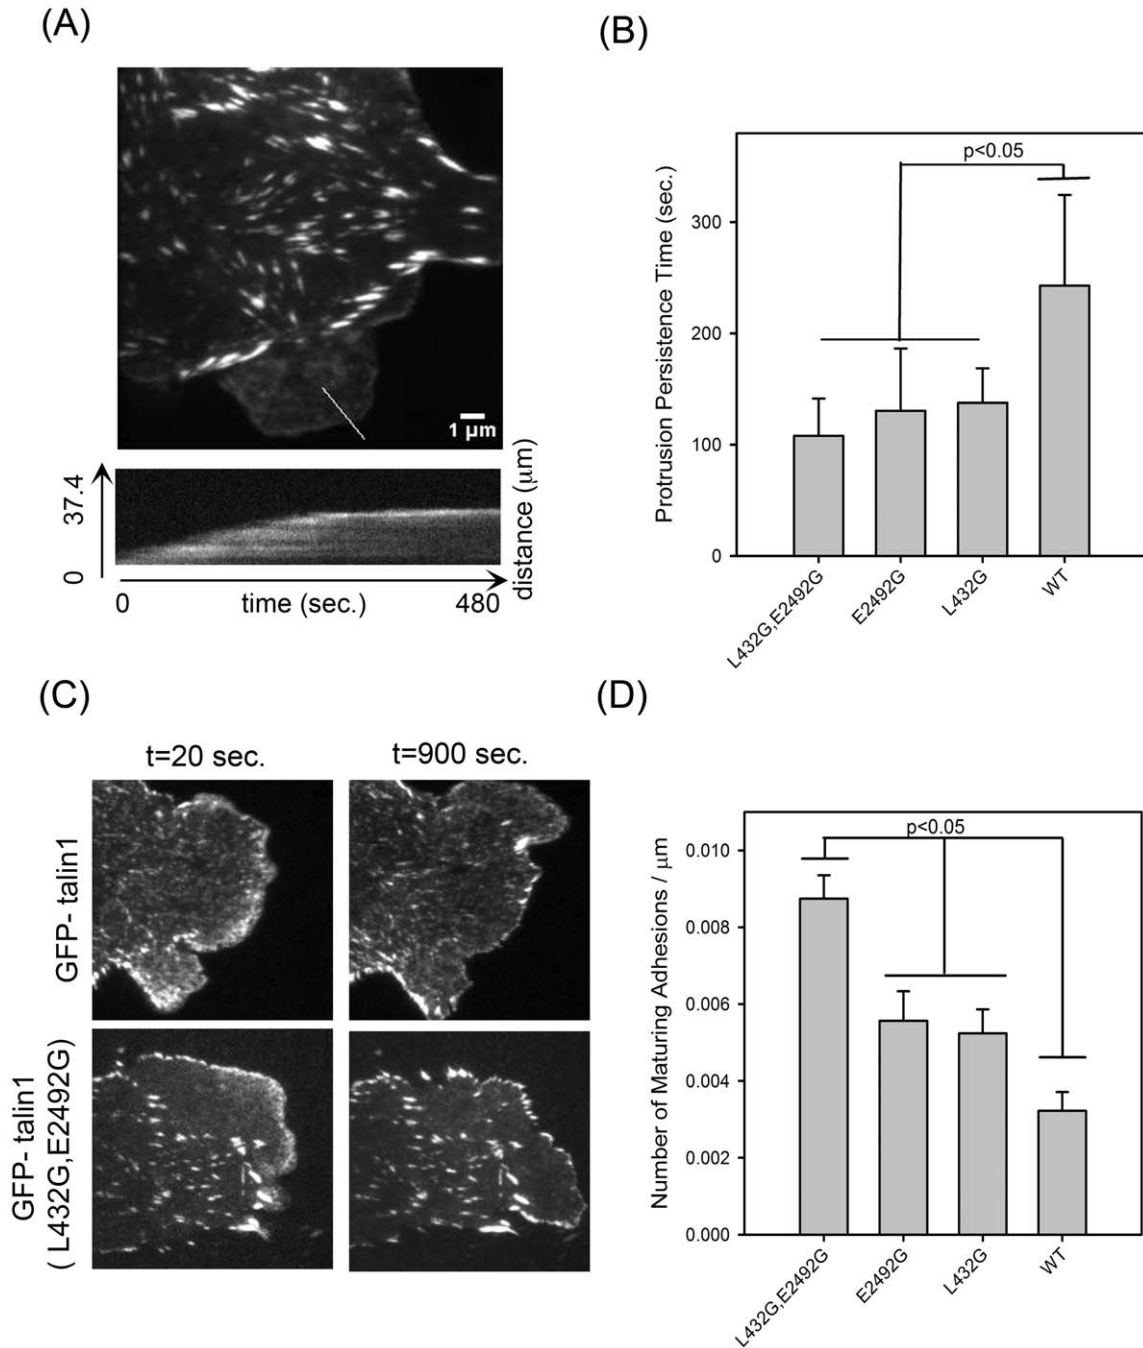 (A)
1 μm
37.4
0
distance (μm)
0 time (sec.) 480
(B)
Protrusion Persistence Time (sec.)
p<0.05
300
200
100
0
L432G,E2492G
E2492G
L432G
WT
(C)
t=20 sec. t=900 sec.
GFP- talin1
GFP- talin1
( L432G,E2492G)
(D)
Number of Maturing Adhesions / μm
p<0.05
0.010
0.008
0.006
0.004
0.002
0.000
L432G,E2492G
E2492G
L432G
WT